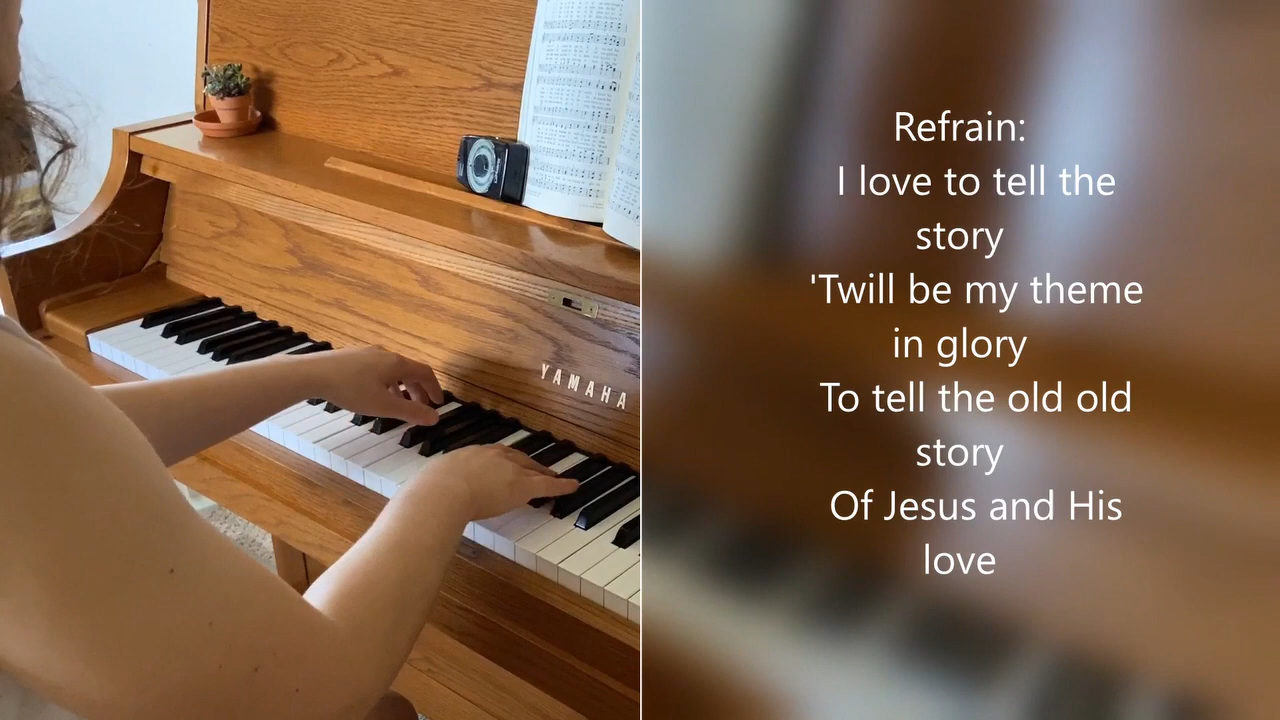 YAMAHA
Refrain:
I love to tell the
story
'Twill be my theme
in glory
To tell the old old
story
Of Jesus and His
love